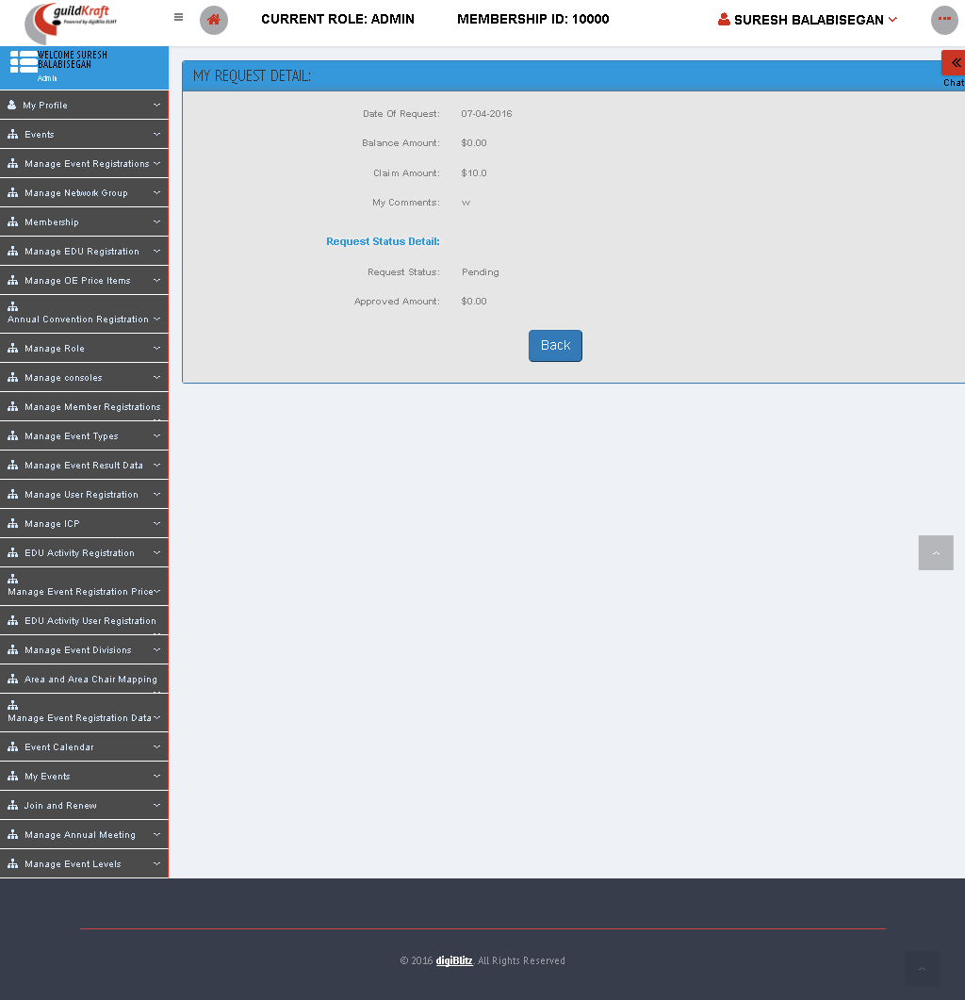 guildKraft
Powered by digiBlitz ELMT
CURRENT ROLE: ADMIN
MEMBERSHIP ID: 10000
SURESH BALABISEGAN
WELCOME SURESH
BALABISEGAN
Admin
Chat
MY REQUEST DETAIL:
Date Of Request: 07-04-2016
Balance Amount: $0.00
Claim Amount: $10.0
My Comments: w
Request Status Detail:
Request Status: Pending
Approved Amount: $0.00
Back
My Profile
Events
Manage Event Registrations
Manage Network Group
Membership
Manage EDU Registration
Manage OE Price Items
Annual Convention Registration
Manage Role
Manage consoles
Manage Member Registrations
Manage Event Types
Manage Event Result Data
Manage User Registration
Manage ICP
EDU Activity Registration
Manage Event Registration Price
EDU Activity User Registration
Manage Event Divisions
Area and Area Chair Mapping
Manage Event Registration Data
Event Calendar
My Events
Join and Renew
Manage Annual Meeting
Manage Event Levels
© 2016 digiBlitz. All Rights Reserved